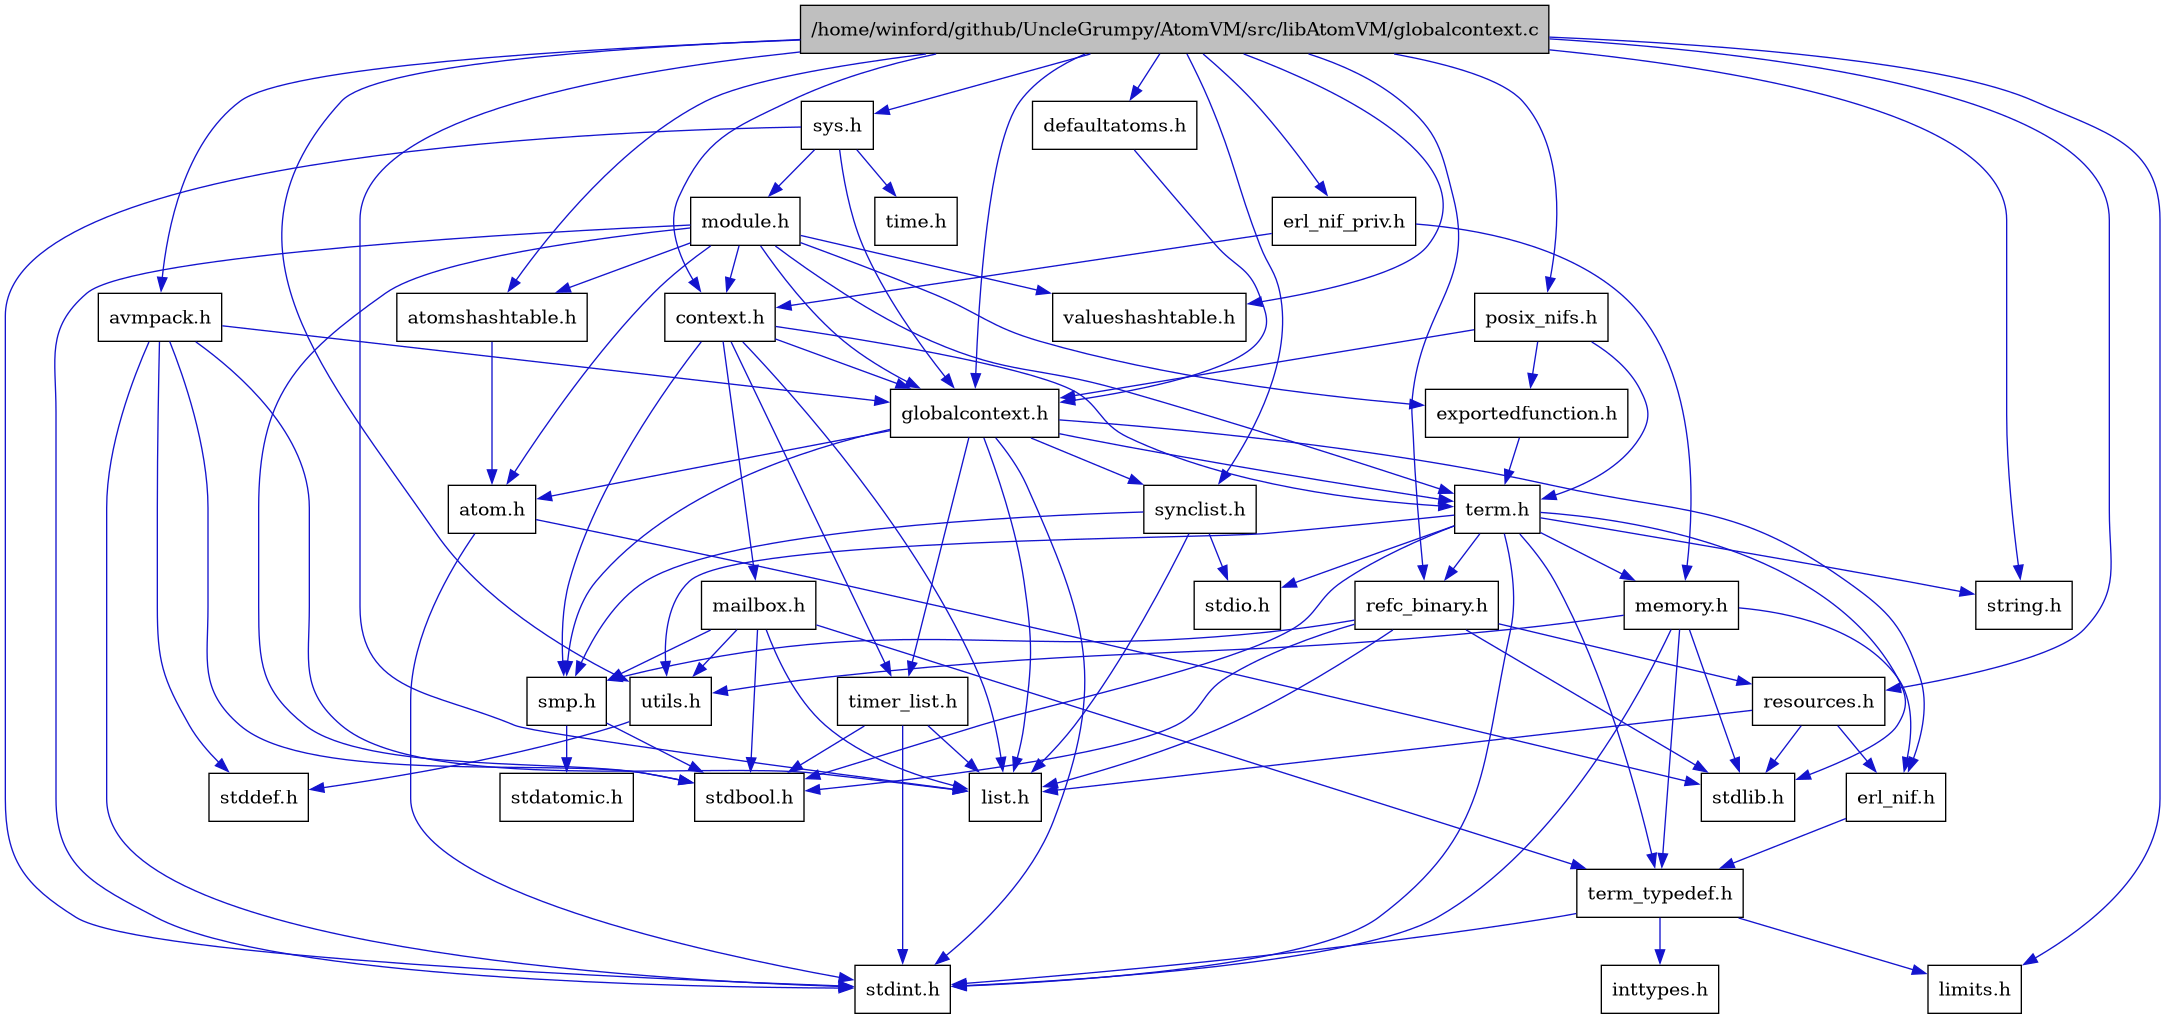 /home/winford/github/UncleGrumpy/AtomVM/src/libAtomVM/globalcontext.c
sys.h
defaultatoms.h
module.h
time.h
erl_nif_priv.h
avmpack.h
atomshashtable.h
context.h
valueshashtable.h
posix_nifs.h
globalcontext.h
exportedfunction.h
atom.h
synclist.h
term.h
mailbox.h
stdio.h
refc_binary.h
memory.h
string.h
smp.h
utils.h
timer_list.h
resources.h
stddef.h
stdatomic.h
stdbool.h
list.h
stdlib.h
erl_nif.h
term_typedef.h
stdint.h
inttypes.h
limits.h